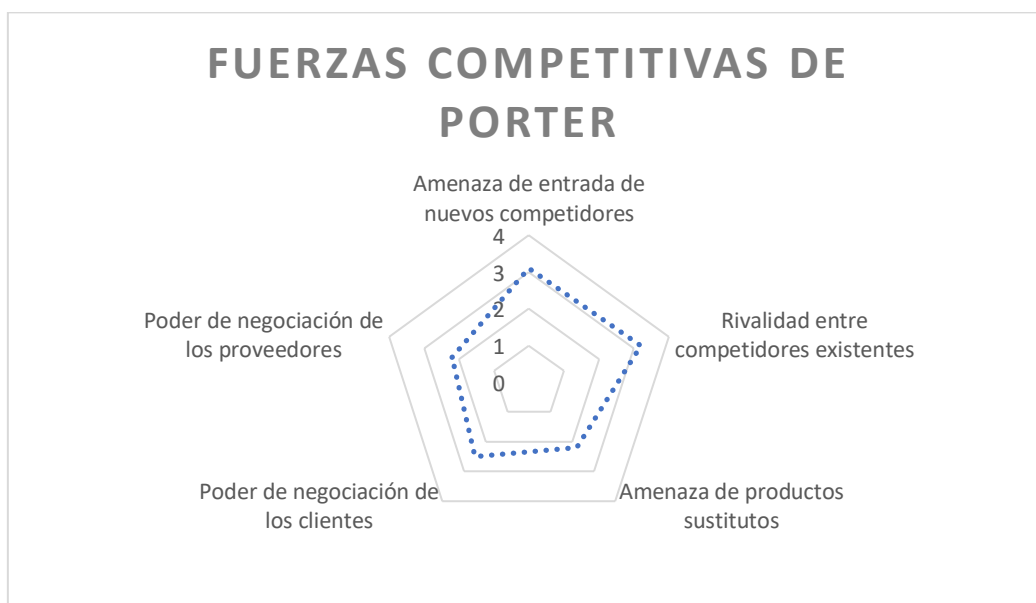 FUERZAS COMPETITIVAS DE
PORTER
Amenaza de entrada de
nuevos competidores
4
3
2
1
0
Rivalidad entre
competidores existentes
Amenaza de productos
sustitutos
Poder de negociación de
los clientes
Poder de negociación de
los proveedores